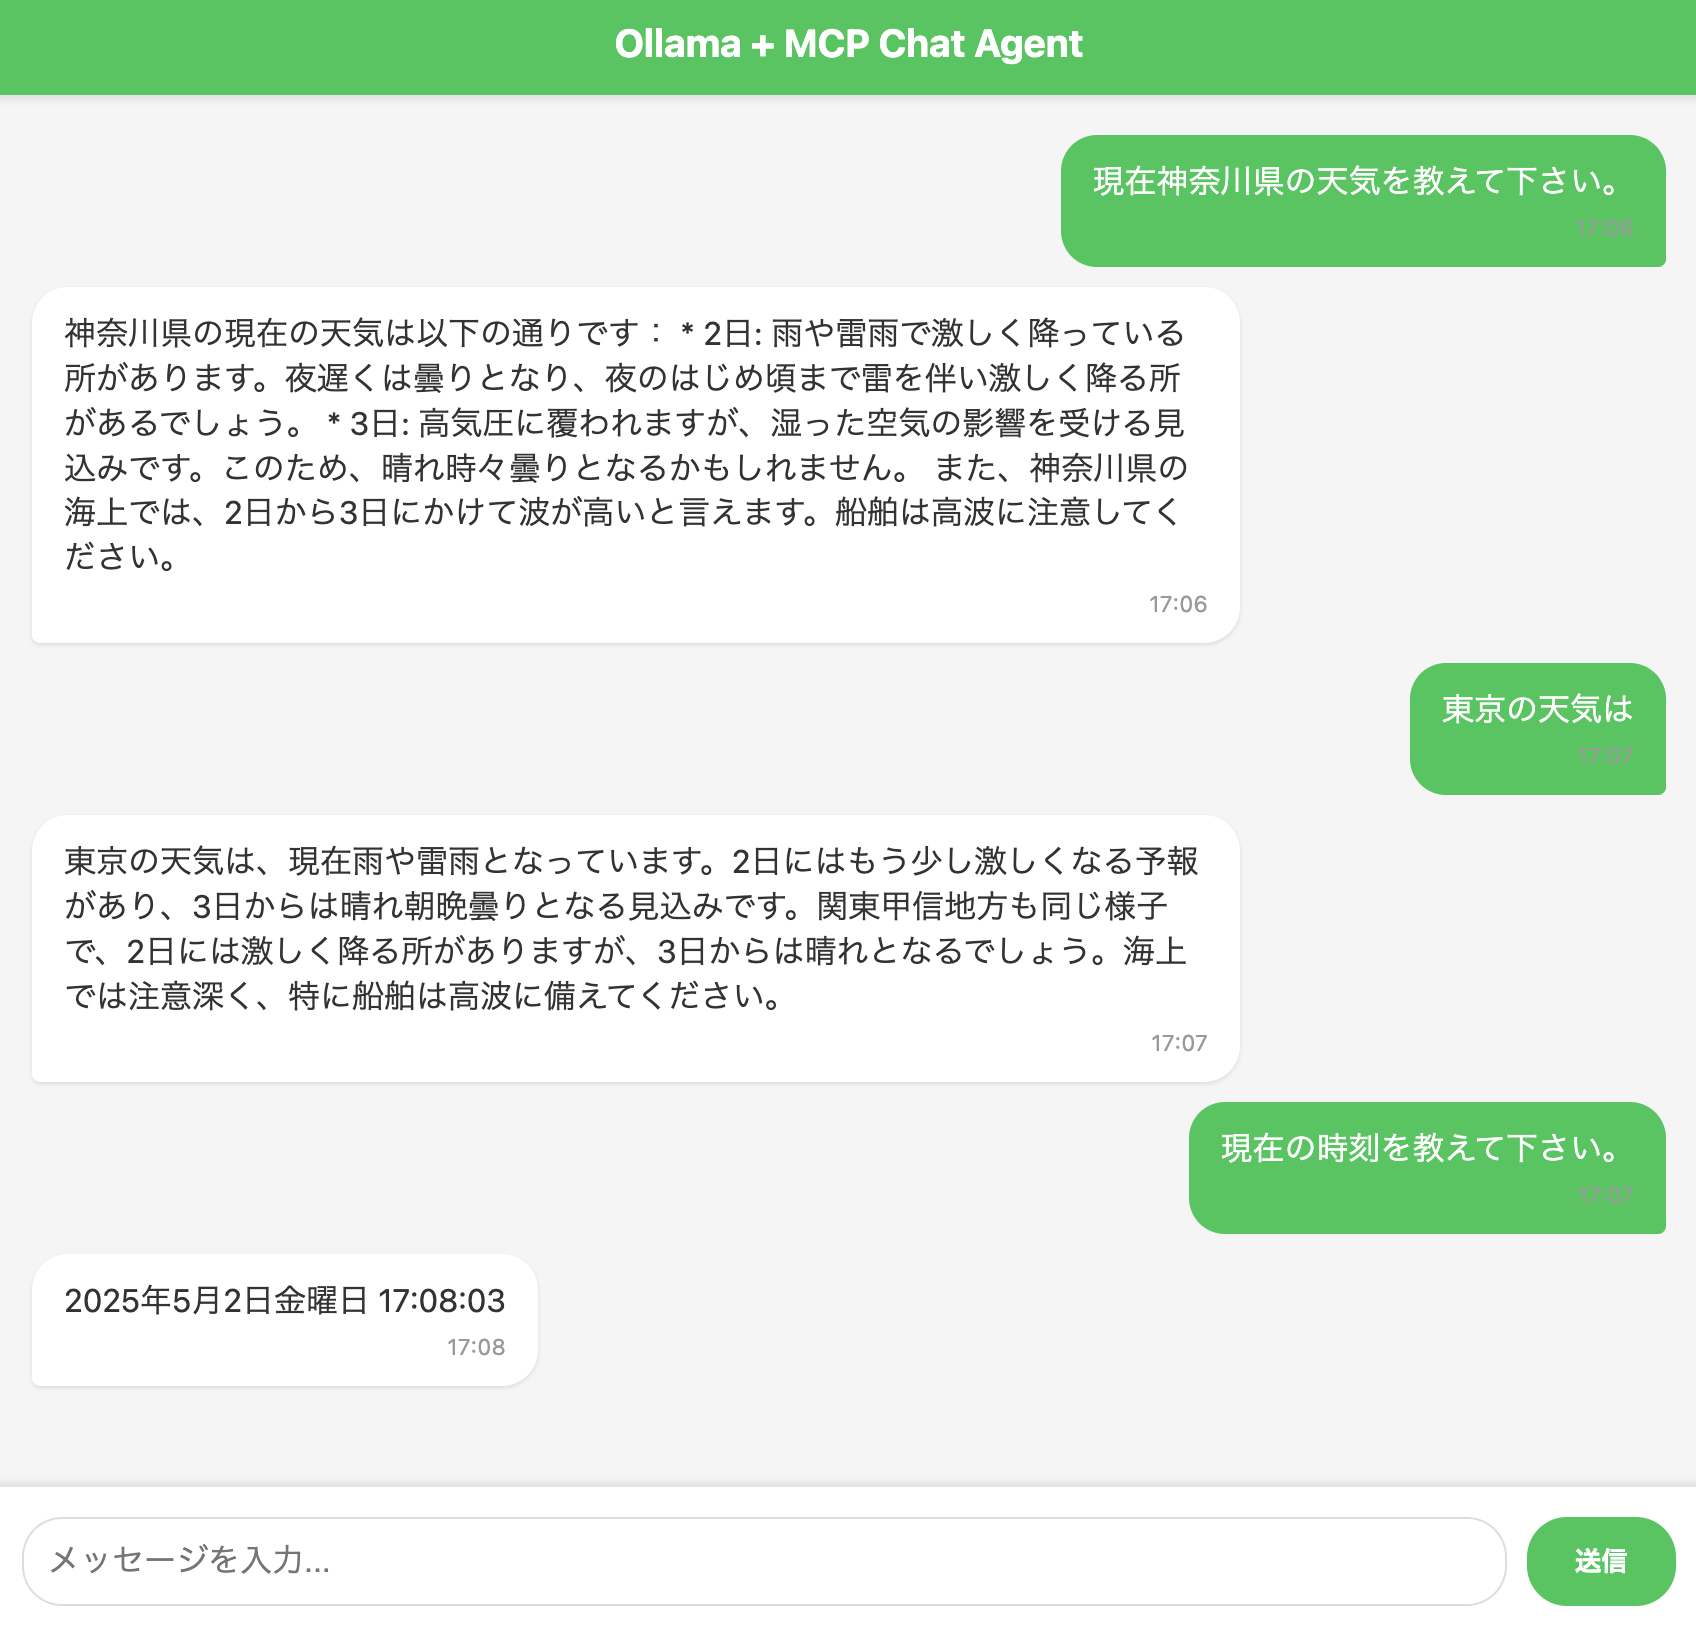 Ollama + MCP Chat Agent
現在神奈川県の天気を教えて下さい。
17:06
神奈川県の現在の天気は以下の通りです： * 2日: 雨や雷雨で激しく降っている
所があります。夜遅くは曇りとなり、夜のはじめ頃まで雷を伴い激しく降る所
があるでしょう。 * 3日: 高気圧に覆われますが、湿った空気の影響を受ける見
込みです。このため、晴れ時々曇りとなるかもしれません。 また、神奈川県の
海上では、2日から3日にかけて波が高いと言えます。船舶は高波に注意してく
ださい。
17:06
東京の天気は
17:07
東京の天気は、現在雨や雷雨となっています。2日にはもう少し激しくなる予報
があり、3日からは晴れ朝晩曇りとなる見込みです。関東甲信地方も同じ様子
で、2日には激しく降る所がありますが、3日からは晴れとなるでしょう。海上
では注意深く、特に船舶は高波に備えてください。
17:07
現在の時刻を教えて下さい。
17:07
2025年5月2日金曜日 17:08:03
17:08
メッセージを入力...
送信